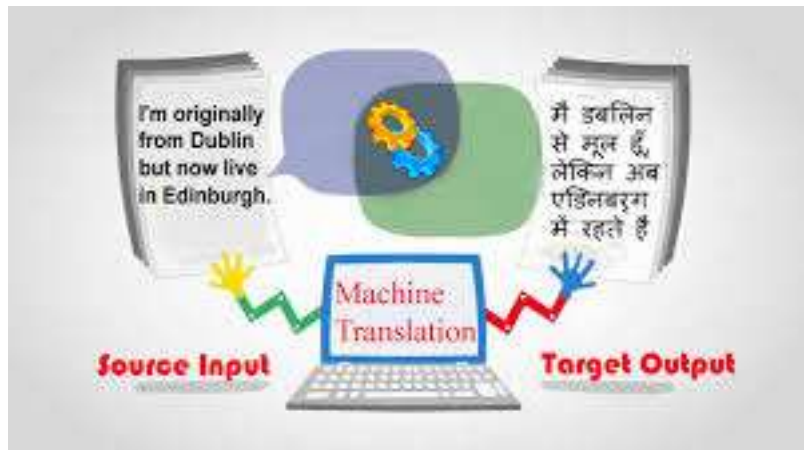 I'm originally
from Dublin
but now live
in Edinburgh.
मैं डबलिन
से मूल हूँ,
लेकिन अब
एडिनबर्ग
में रहते हैं
Machine
Translation
Source Input
Target Output